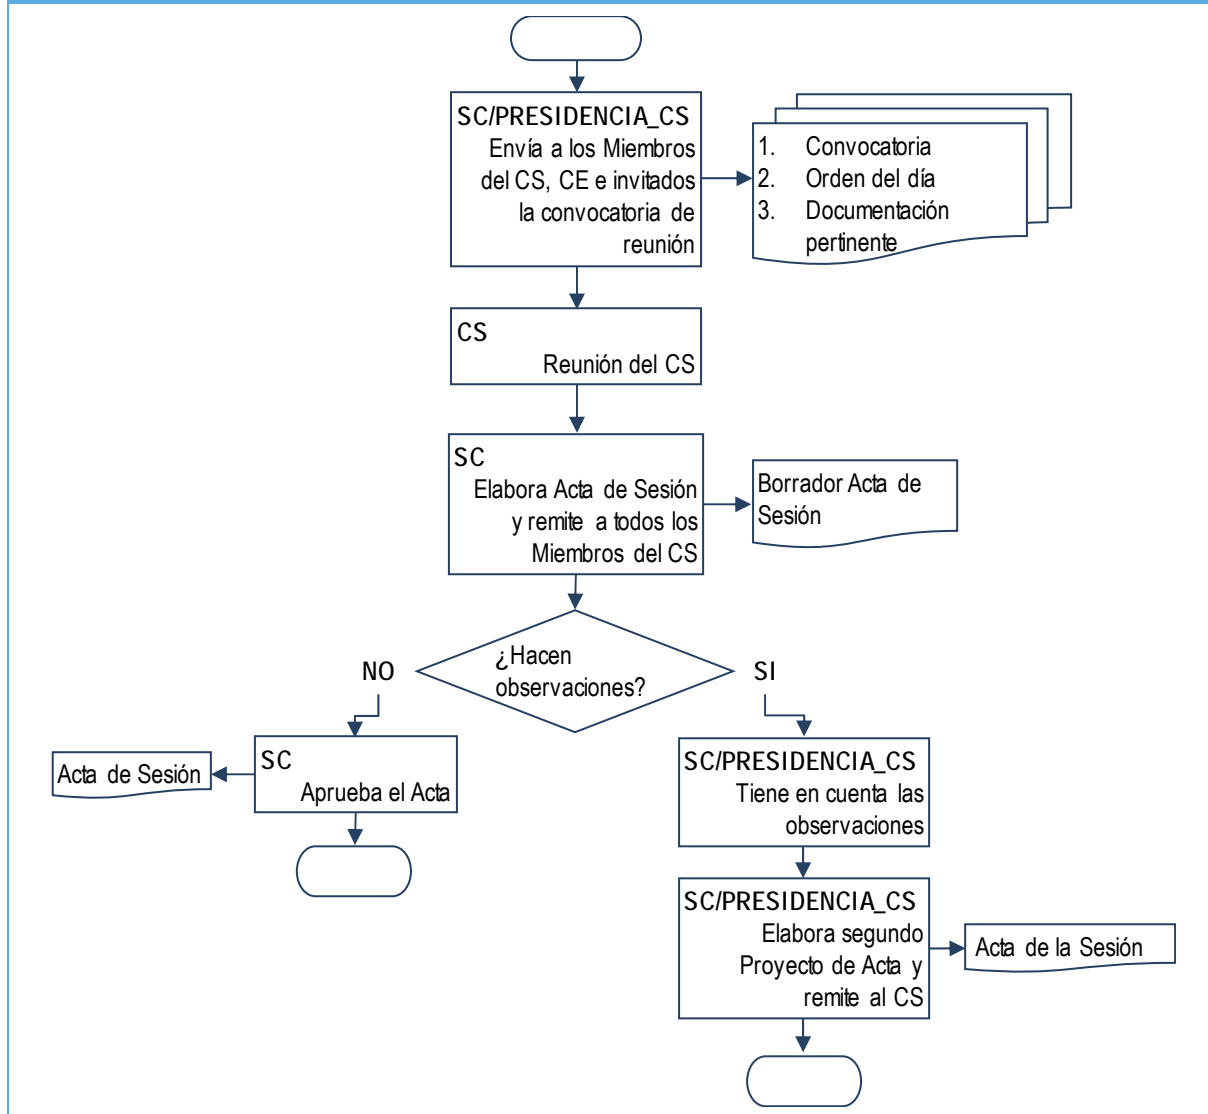 SC/PRESIDENCIA_CS
Envía a los Miembros
del CS, CE e invitados
la convocatoria de
reunión
1. Convocatoria
2. Orden del día
3. Documentación
pertinente
CS
Reunión del CS
SC
Elabora Acta de Sesión
y remite a todos los
Miembros del CS
Borrador Acta de
Sesión
¿Hacen
observaciones?
NO
SI
SC
Aprueba el Acta
Acta de Sesión
SC/PRESIDENCIA_CS
Tiene en cuenta las
observaciones
SC/PRESIDENCIA_CS
Elabora segundo
Proyecto de Acta y
remite al CS
Acta de la Sesión